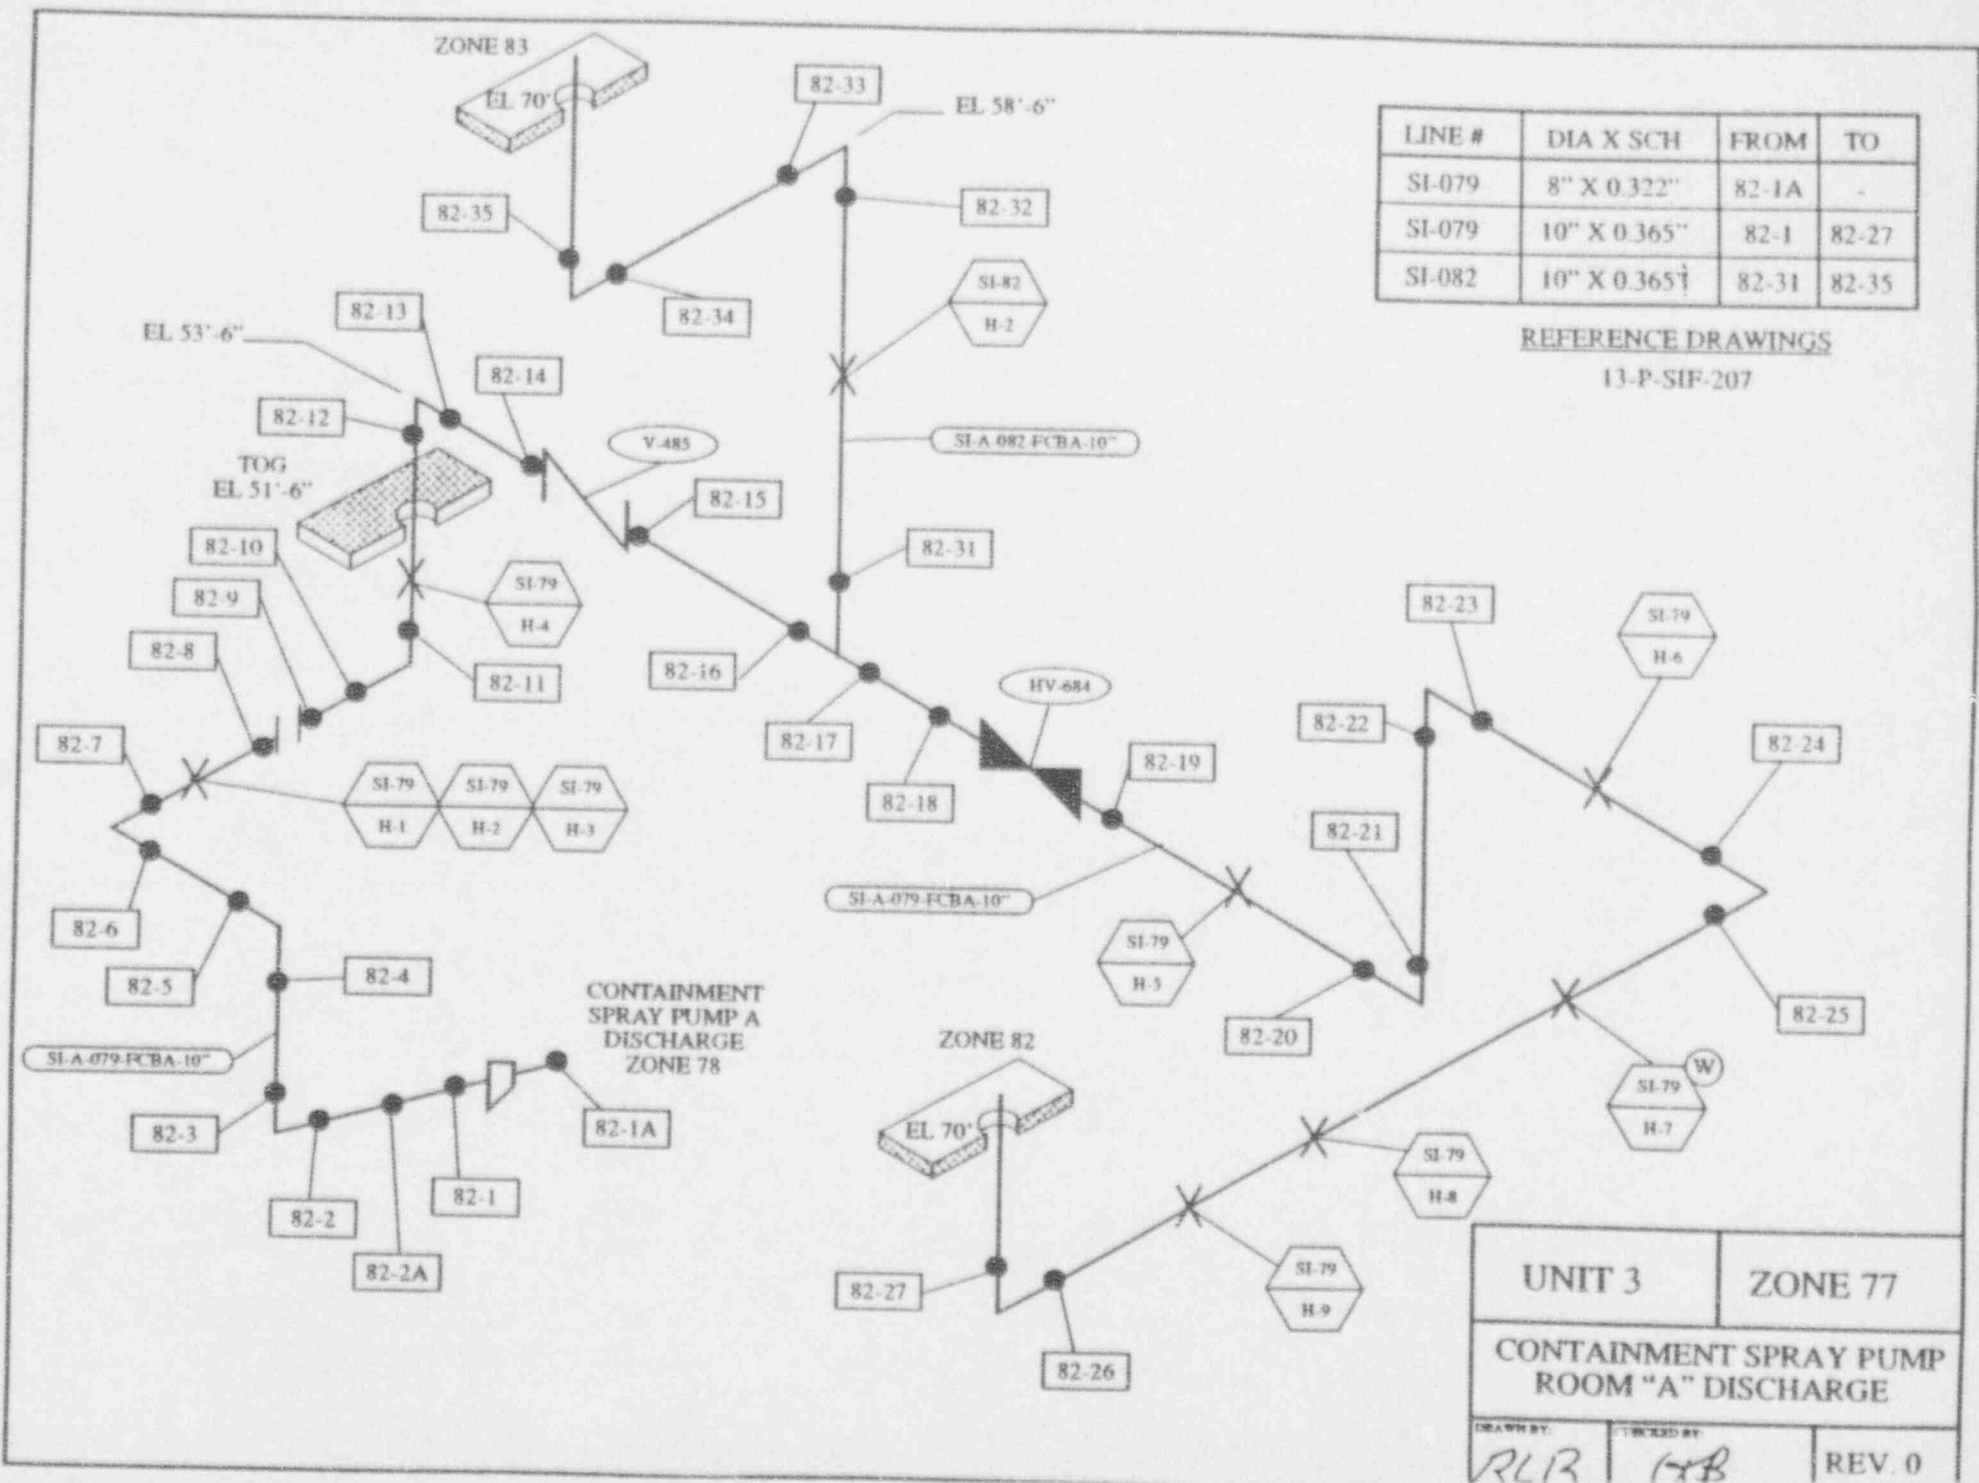 ZONE 83
EL 70'
82-33
EL 58'-6"
82-35
82-32
82-34
SI-82
H-2
LINE # DIA X SCH FROM TO
SI-079 8" X 0.322" 82-1A -
SI-079 10" X 0.365" 82-1 82-27
SI-082 10" X 0.365" 82-31 82-35
REFERENCE DRAWINGS
13-P-SIF-207
EL 53'-6"
82-13
82-14
82-12
V-485
SI-A-082-FCBA-10"
TOG
EL 51'-6"
82-15
82-10
82-31
82-9
SI-79
H-4
82-8
82-11
82-16
HV-684
82-23
SI-79
H-6
82-7
82-17
82-22
82-24
82-19
SI-79
H-1
SI-79
H-2
SI-79
H-3
82-18
82-21
SI-A-079-FCBA-10"
82-6
82-5
82-4
SI-79
H-5
CONTAINMENT
SPRAY PUMP A
DISCHARGE
ZONE 78
82-20
82-25
SI-A-079-FCBA-10"
ZONE 82
EL 70'
W
SI-79
H-7
82-3
82-1A
SI-79
H-8
82-2
82-1
82-2A
82-27
SI-79
H-9
82-26
UNIT 3 ZONE 77
CONTAINMENT SPRAY PUMP
ROOM "A" DISCHARGE
DRAWN BY: CHECKED BY:
RLB REV. 0